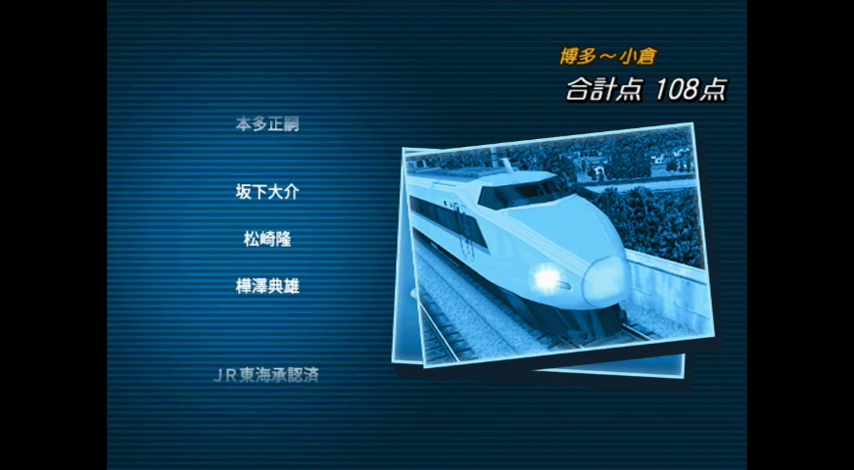 博多～小倉
合計点 108点
本多正嗣
坂下大介
松崎隆
樺澤典雄
JR東海承認済